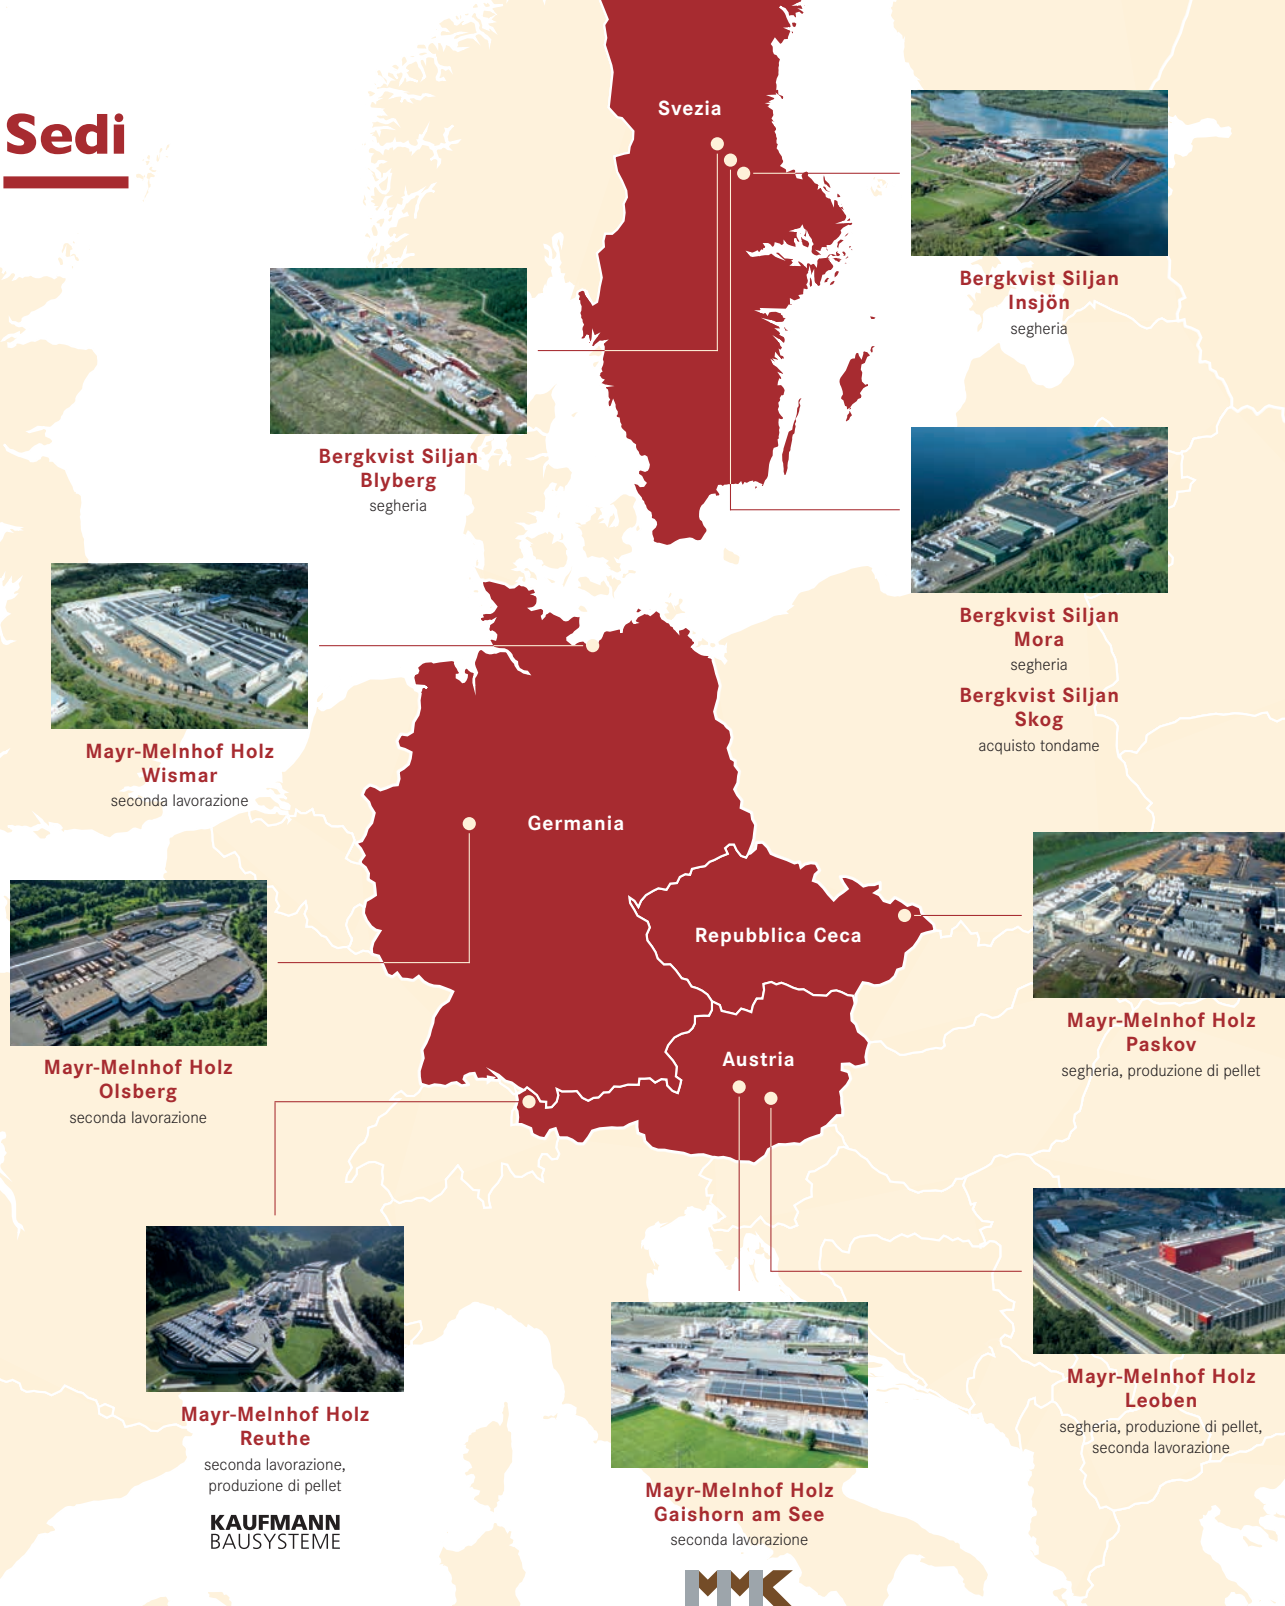 Sedi
Svezia
Bergkvist Siljan
Insjön
segheria
Bergkvist Siljan
Blyberg
segheria
Bergkvist Siljan
Mora
segheria
Bergkvist Siljan
Skog
acquisto tondame
Mayr-Melnhof Holz
Wismar
seconda lavorazione
Germania
Repubblica Ceca
Mayr-Melnhof Holz
Paskov
segheria, produzione di pellet
Mayr-Melnhof Holz
Olsberg
seconda lavorazione
Austria
Mayr-Melnhof Holz
Leoben
segheria, produzione di pellet,
seconda lavorazione
Mayr-Melnhof Holz
Reuthe
seconda lavorazione,
produzione di pellet
KAUFMANN
BAUSYSTEME
Mayr-Melnhof Holz
Gaishorn am See
seconda lavorazione
MMK